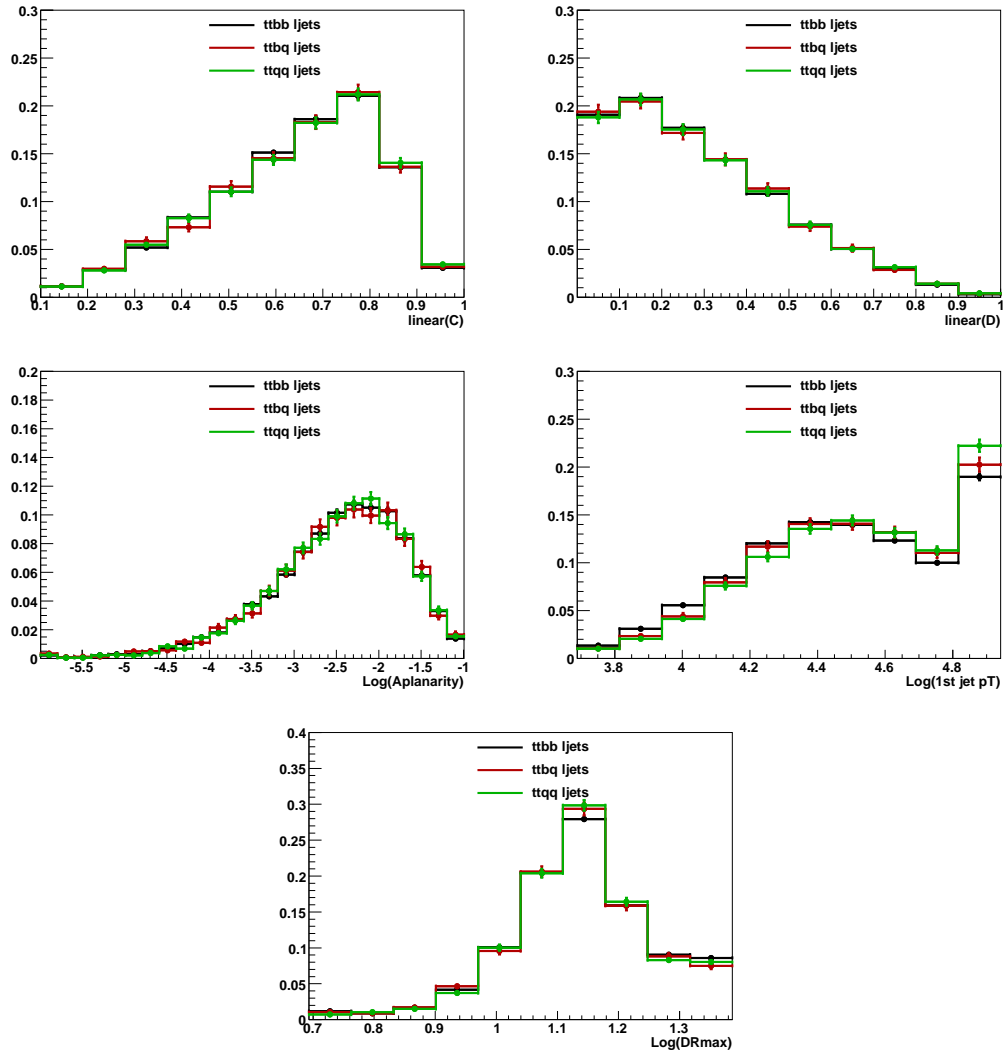 0.3
0.25
0.2
0.15
0.1
0.05
0
ttbb ljets
ttbq ljets
ttqq ljets
0.1 0.2 0.3 0.4 0.5 0.6 0.7 0.8 0.9 1
linear(C)
0.3
0.25
0.2
0.15
0.1
0.05
0
ttbb ljets
ttbq ljets
ttqq ljets
0.1 0.2 0.3 0.4 0.5 0.6 0.7 0.8 0.9 1
linear(D)
0.2
0.18
0.16
0.14
0.12
0.1
0.08
0.06
0.04
0.02
0
ttbb ljets
ttbq ljets
ttqq ljets
-5.5 -5 -4.5 -4 -3.5 -3 -2.5 -2 -1.5 -1
Log(Aplanarity)
0.3
0.25
0.2
0.15
0.1
0.05
0
ttbb ljets
ttbq ljets
ttqq ljets
3.8 4 4.2 4.4 4.6 4.8
Log(1st jet pT)
0.4
0.35
0.3
0.25
0.2
0.15
0.1
0.05
0
ttbb ljets
ttbq ljets
ttqq ljets
0.7 0.8 0.9 1 1.1 1.2 1.3
Log(DRmax)